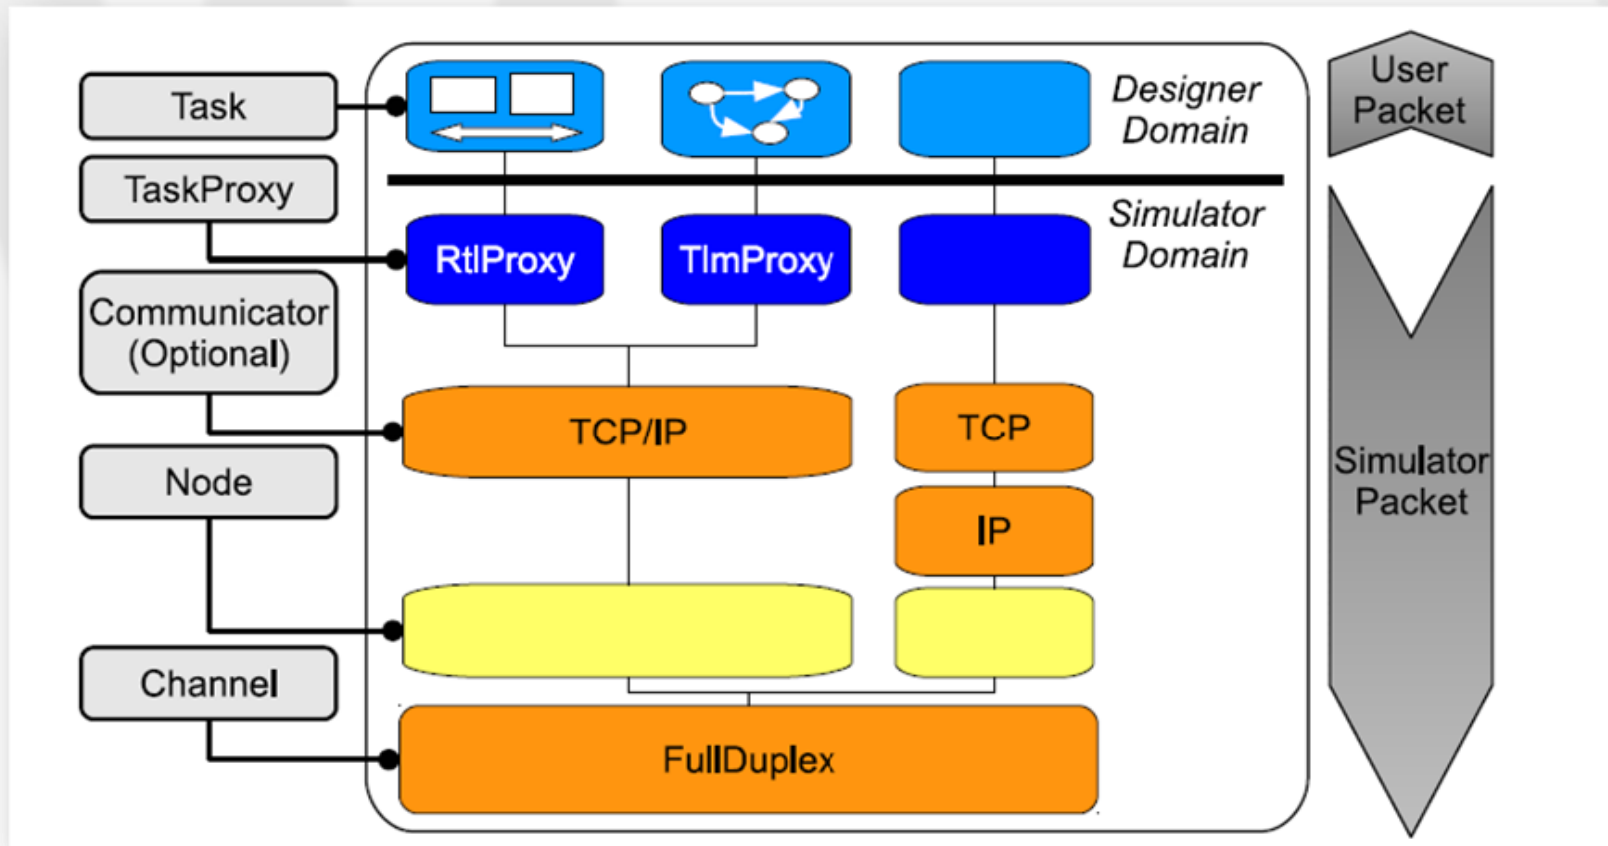 Task
TaskProxy
Communicator
(Optional)
Node
Channel
Designer
Domain
Simulator
Domain
RtlProxy
TlmProxy
TCP/IP
TCP
IP
FullDuplex
User
Packet
Simulator
Packet